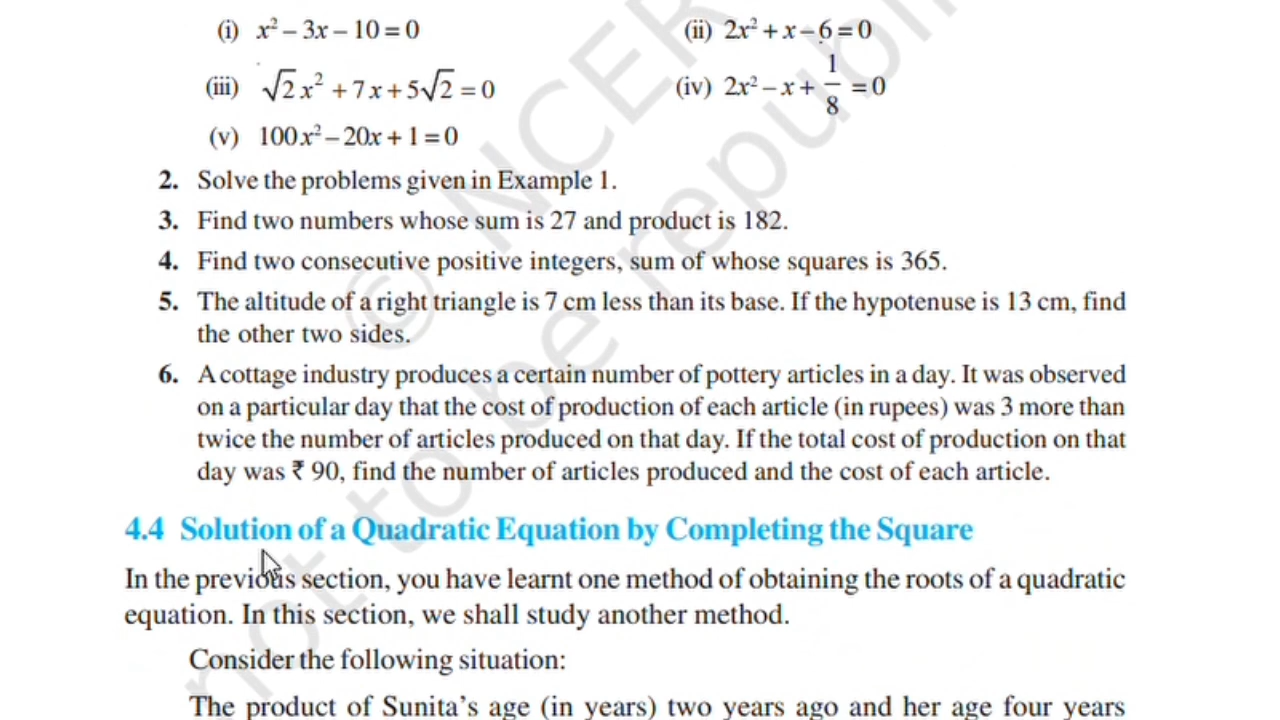 (i) x² – 3x – 10 = 0 (ii) 2x² + x – 6 = 0
(iii) √2 x² + 7x + 5√2 = 0 (iv) 2x² – x + 1/8 = 0
(v) 100x² – 20x + 1 = 0
2. Solve the problems given in Example 1.
3. Find two numbers whose sum is 27 and product is 182.
4. Find two consecutive positive integers, sum of whose squares is 365.
5. The altitude of a right triangle is 7 cm less than its base. If the hypotenuse is 13 cm, find
the other two sides.
6. A cottage industry produces a certain number of pottery articles in a day. It was observed
on a particular day that the cost of production of each article (in rupees) was 3 more than
twice the number of articles produced on that day. If the total cost of production on that
day was ₹ 90, find the number of articles produced and the cost of each article.
4.4 Solution of a Quadratic Equation by Completing the Square
In the previous section, you have learnt one method of obtaining the roots of a quadratic
equation. In this section, we shall study another method.
Consider the following situation:
The product of Sunita's age (in years) two years ago and her age four years
© NCER
not to be republi